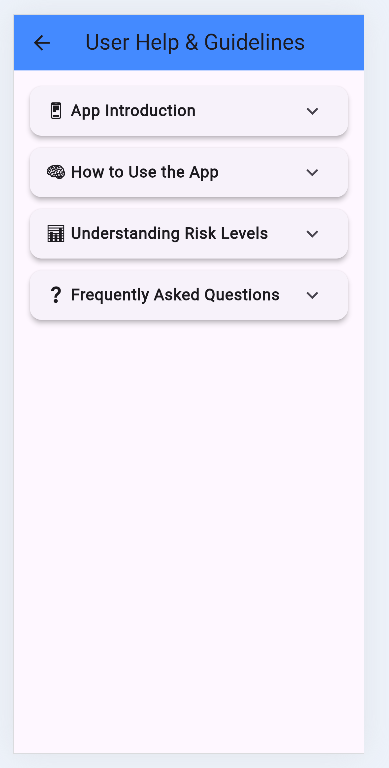 User Help & Guidelines
App Introduction
How to Use the App
Understanding Risk Levels
? Frequently Asked Questions